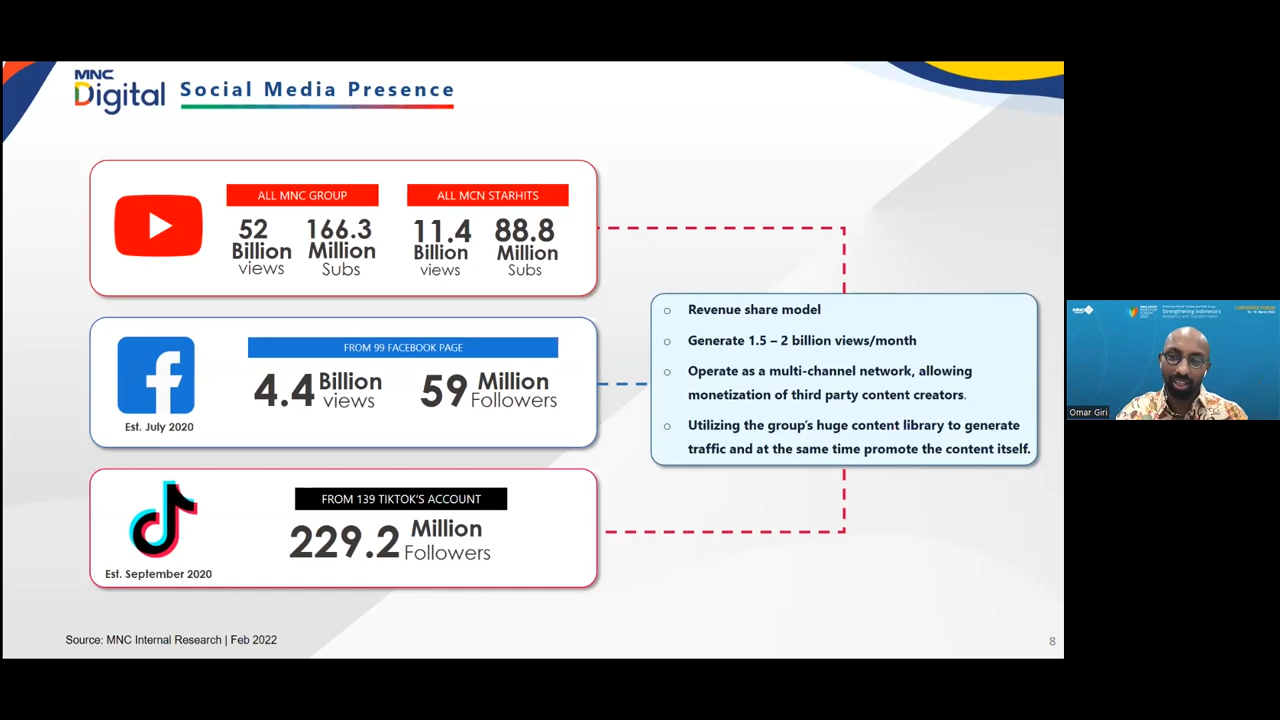 MNC
Digital
Social Media Presence
ALL MNC GROUP
52
Billion
views
166.3
Million
Subs
ALL MCN STARHITS
11.4
Billion
views
88.8
Million
Subs
FROM 99 FACEBOOK PAGE
4.4 Billion
views
59 Million
Followers
Est. July 2020
FROM 139 TIKTOK'S ACCOUNT
229.2 Million
Followers
Est. September 2020
Revenue share model
Generate 1.5 – 2 billion views/month
Operate as a multi-channel network, allowing
monetization of third party content creators.
Utilizing the group's huge content library to generate
traffic and at the same time promote the content itself.
Source: MNC Internal Research | Feb 2022
8
MNC
Strengthening Indonesia's
Omar Giri